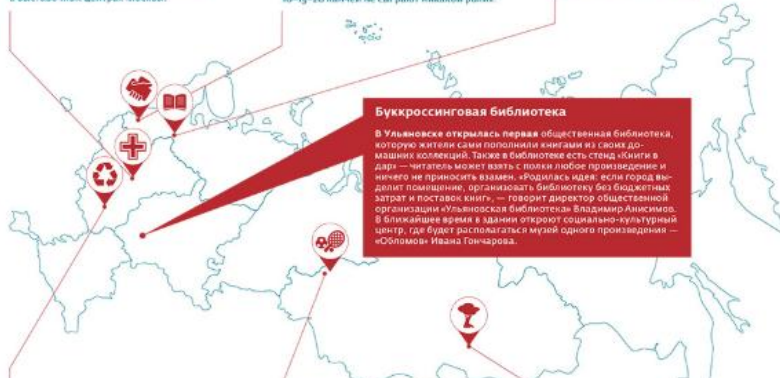 Буккроссинговая библиотека
В Ульяновске открылась первая общественная библиотека,
которую жители сами пополнили книгами из своих до-
машних коллекций. Также в библиотеке есть стенд «Книги в
дар» — читатель может взять с полки любое произведение и
ничего не приносить взамен. «Родилась идея: если город вы-
делит помещение, организовать библиотеку без бюджетных
затрат и поставок книг», — говорит директор общественной
организации «Ульяновская библиотека» Владимир Анисимов.
В ближайшее время в здании откроют социально-культурный
центр, где будет располагаться музей одного произведения —
«Обломов» Ивана Гончарова.